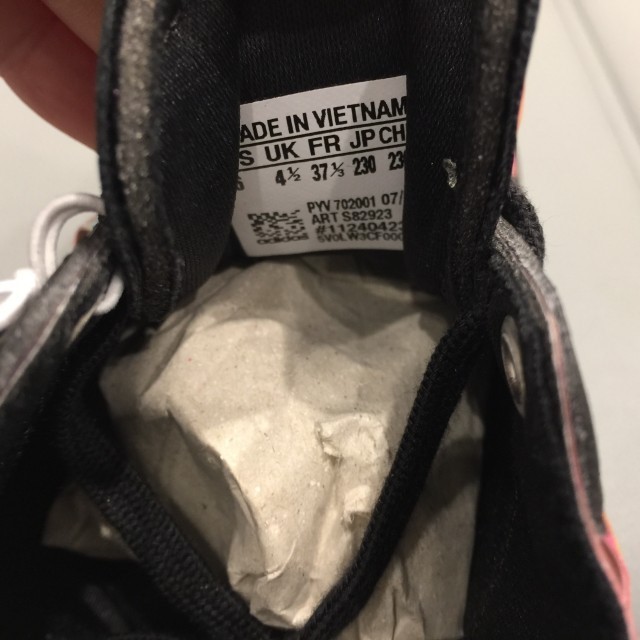 ADE IN VIETNAM
S UK FR JP CH
4½ 37⅓ 230 23
PYV 702001 07/
ART S82923
#11240423